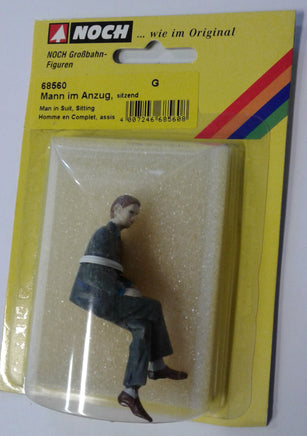 NOCH ... wie im Original
NOCH Großbahn-
Figuren
68560 G
Mann im Anzug, sitzend
Man in Suit, Sitting
Homme en Complet, assis
4 007246 685608